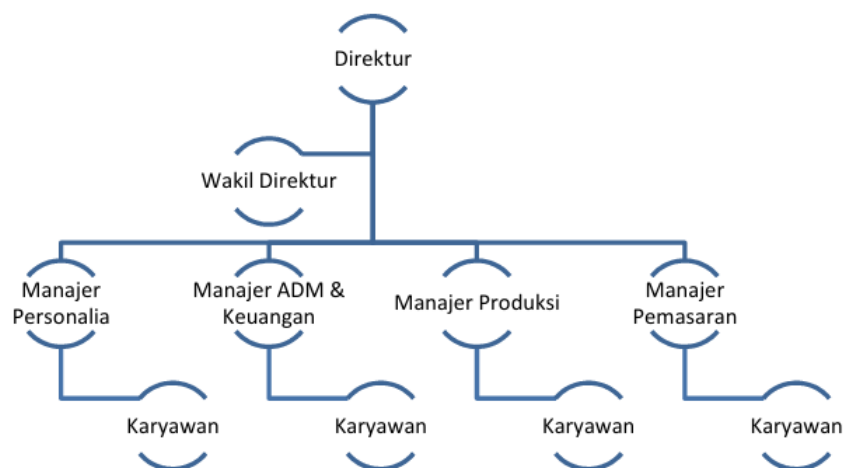 Direktur
Wakil Direktur
Manajer
Personalia
Manajer ADM &
Keuangan
Manajer Produksi
Manajer
Pemasaran
Karyawan
Karyawan
Karyawan
Karyawan